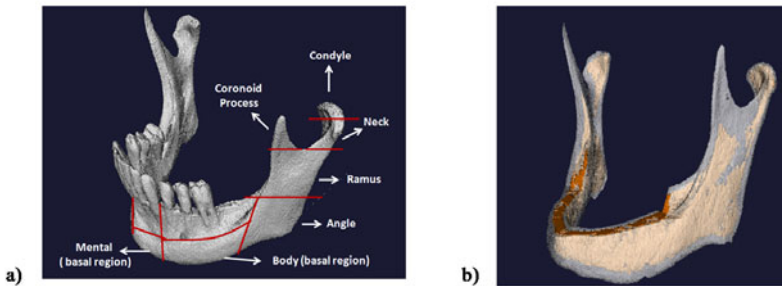 Condyle
Coronoid
Process
Neck
Ramus
Angle
Mental
( basal region)
Body (basal region)
a)
b)